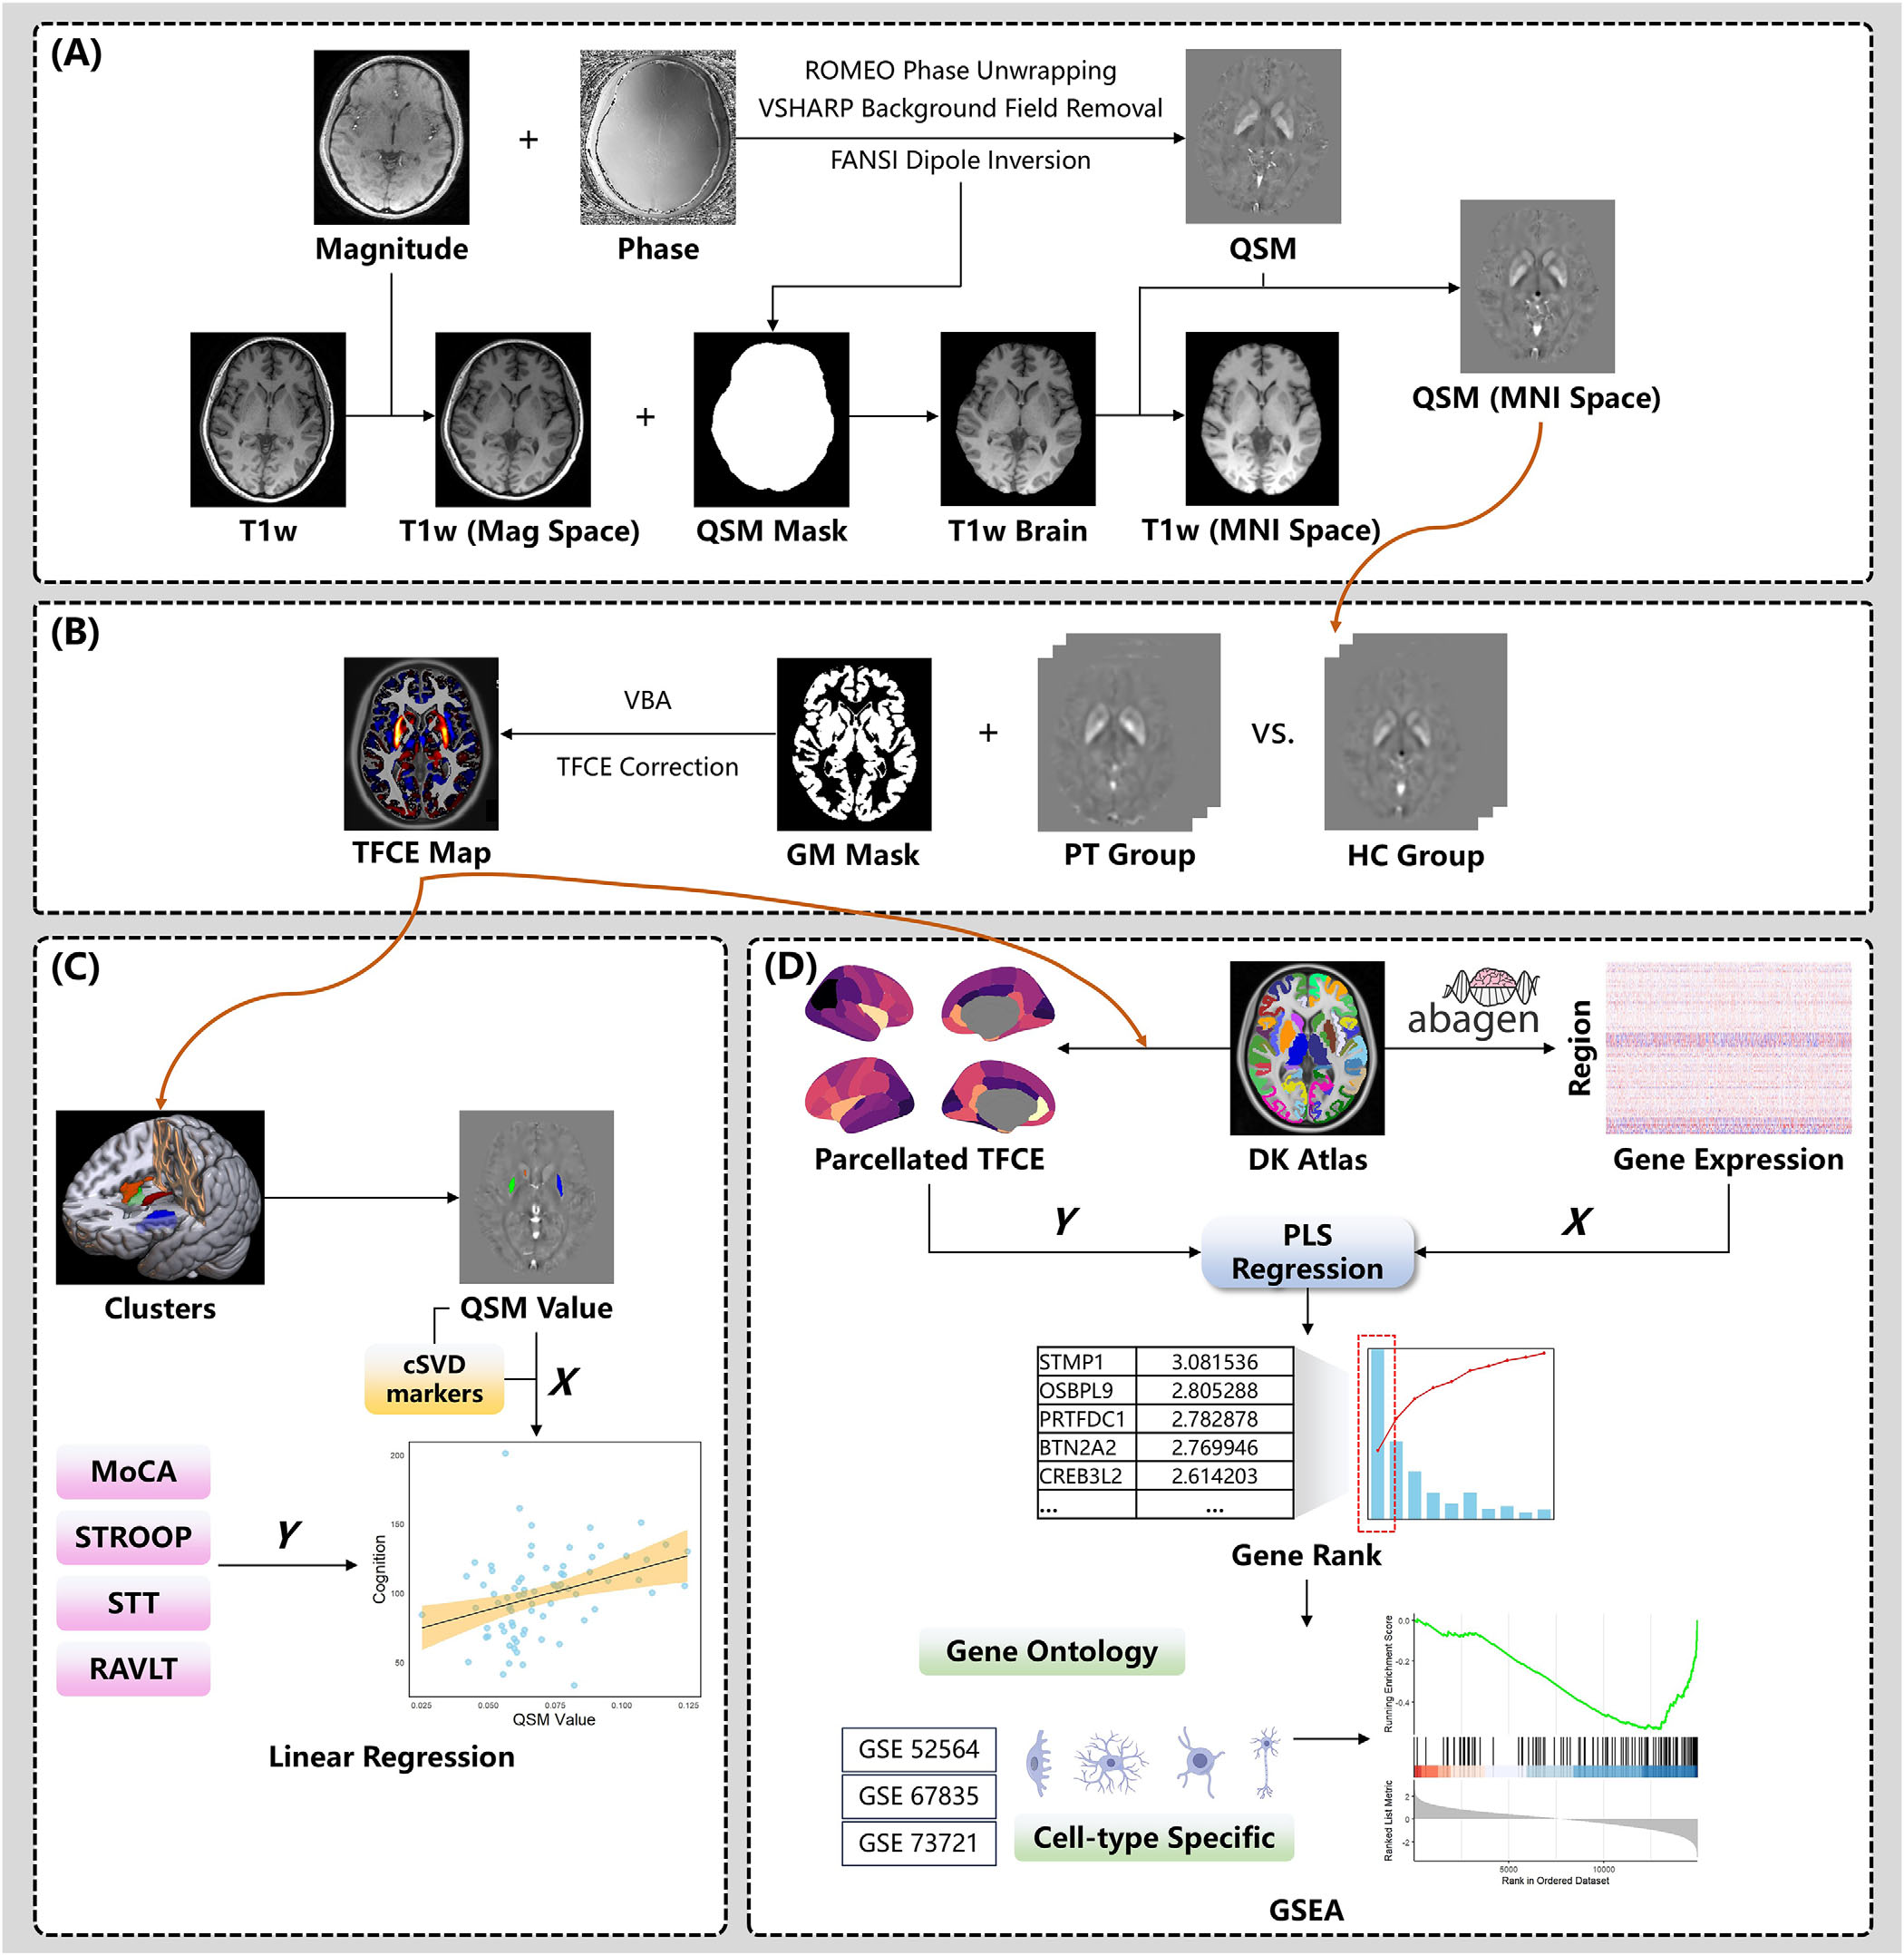 (A)
ROMEO Phase Unwrapping
VSHARP Background Field Removal
FANSI Dipole Inversion
+
Magnitude
Phase
QSM
+
QSM (MNI Space)
T1w
T1w (Mag Space)
QSM Mask
T1w Brain
T1w (MNI Space)
(B)
VBA
TFCE Correction
+
VS.
TFCE Map
GM Mask
PT Group
HC Group
(C)
Clusters
QSM Value
cSVD
markers
X
MoCA
STROOP
STT
RAVLT
Y
Cognition
200
150
100
50
0.025
0.050
0.075
0.100
0.125
QSM Value
Linear Regression
(D)
abagen
Region
Parcellated TFCE
DK Atlas
Gene Expression
Y
X
PLS
Regression
STMP1 3.081536
OSBPL9 2.805288
PRTFDC1 2.782878
BTN2A2 2.769946
CREB3L2 2.614203
... ...
Gene Rank
Gene Ontology
GSE 52564
GSE 67835
GSE 73721
Cell-type Specific
Running Enrichment Score
0.0
-0.2
-0.4
Ranked List Metric
2
0
-2
5000
10000
Rank in Ordered Dataset
GSEA